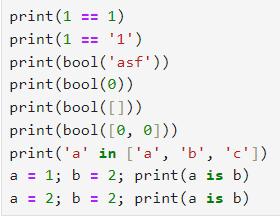 print(1 == 1)
print(1 == '1')
print(bool('asf'))
print(bool(0))
print(bool([]))
print(bool([0, 0]))
print('a' in ['a', 'b', 'c'])
a = 1; b = 2; print(a is b)
a = 2; b = 2; print(a is b)